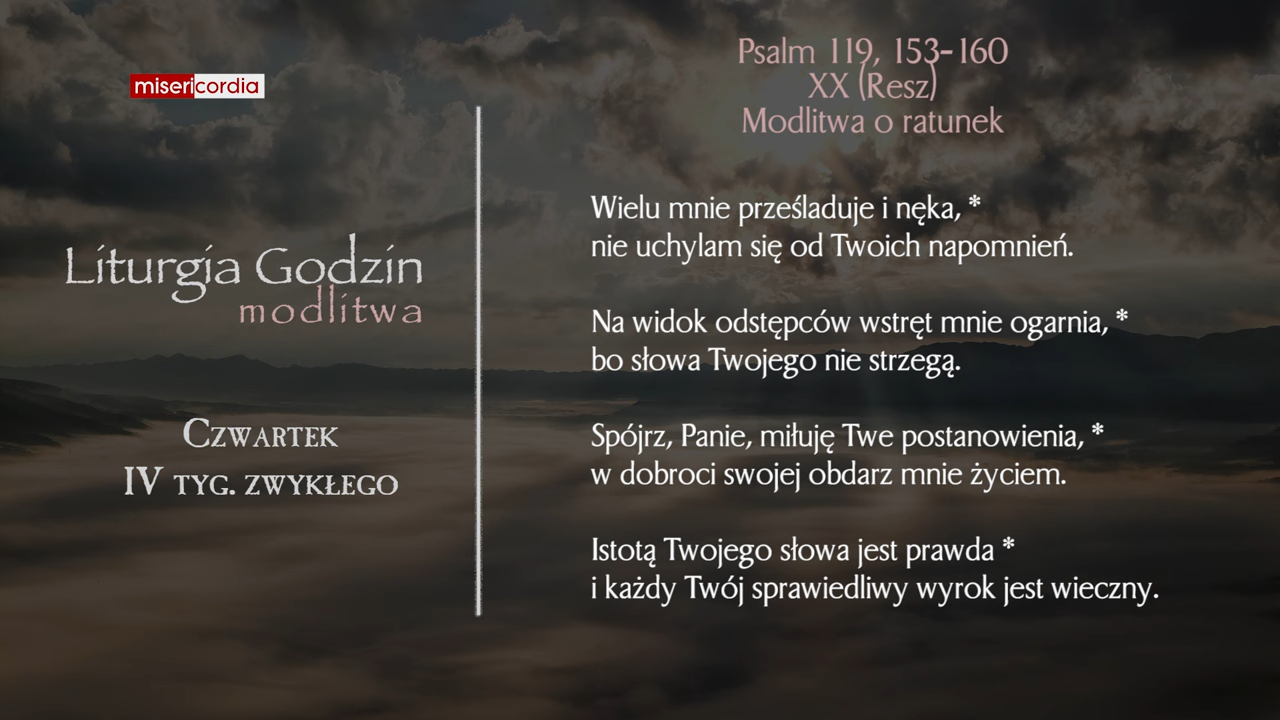 misericordia
Liturgia Godzin
modlitwa
Czwartek
IV tyg. zwykłego
Psalm 119, 153-160
XX (Resz)
Modlitwa o ratunek
Wielu mnie prześladuje i nęka, *
nie uchylam się od Twoich napomnień.
Na widok odstępców wstręt mnie ogarnia, *
bo słowa Twojego nie strzegą.
Spójrz, Panie, miłuję Twe postanowienia, *
w dobroci swojej obdarz mnie życiem.
Istotą Twojego słowa jest prawda *
i każdy Twój sprawiedliwy wyrok jest wieczny.